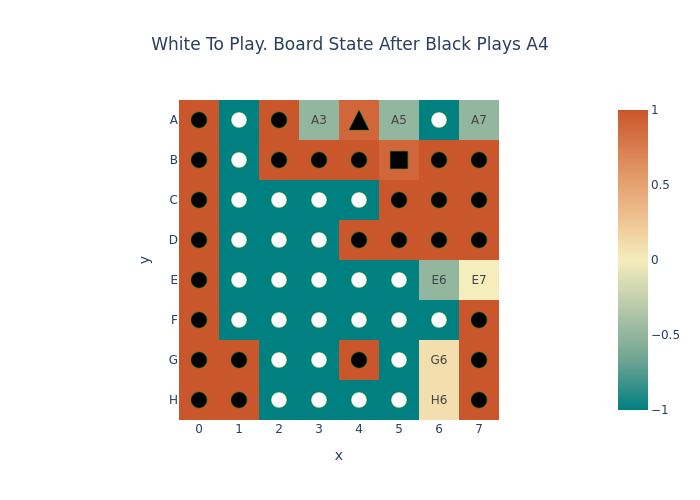 White To Play. Board State After Black Plays A4
A
A3
A5
A7
1
B
C
0.5
D
y
0
E
E6
E7
F
−0.5
G
G6
H
H6
−1
0 1 2 3 4 5 6 7
x